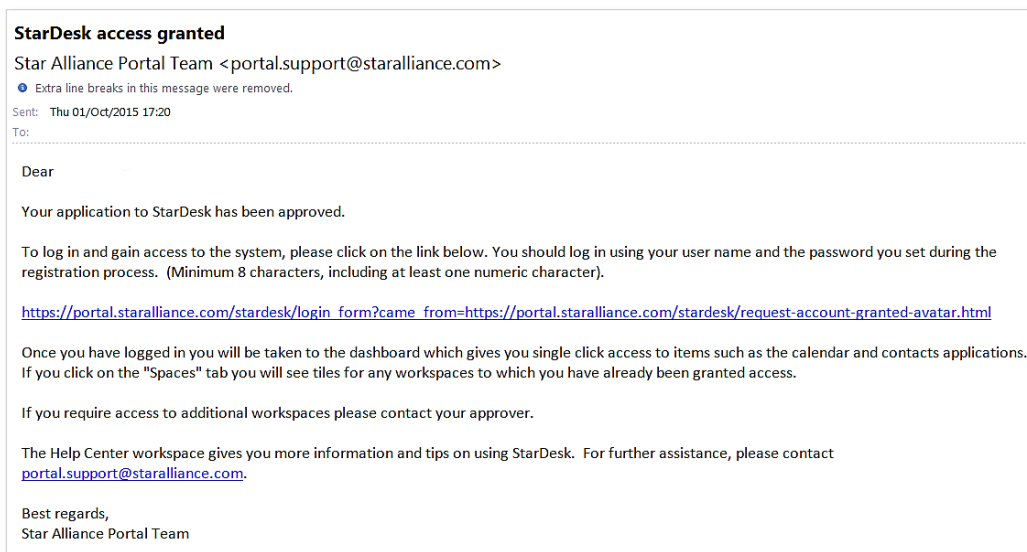 StarDesk access granted
Star Alliance Portal Team <portal.support@staralliance.com>
Extra line breaks in this message were removed.
Sent: Thu 01/Oct/2015 17:20
To:
Dear
Your application to StarDesk has been approved.
To log in and gain access to the system, please click on the link below. You should log in using your user name and the password you set during the
registration process.  (Minimum 8 characters, including at least one numeric character).
https://portal.staralliance.com/stardesk/login_form?came_from=https://portal.staralliance.com/stardesk/request-account-granted-avatar.html
Once you have logged in you will be taken to the dashboard which gives you single click access to items such as the calendar and contacts applications.
If you click on the "Spaces" tab you will see tiles for any workspaces to which you have already been granted access.
If you require access to additional workspaces please contact your approver.
The Help Center workspace gives you more information and tips on using StarDesk.  For further assistance, please contact
portal.support@staralliance.com.
Best regards,
Star Alliance Portal Team